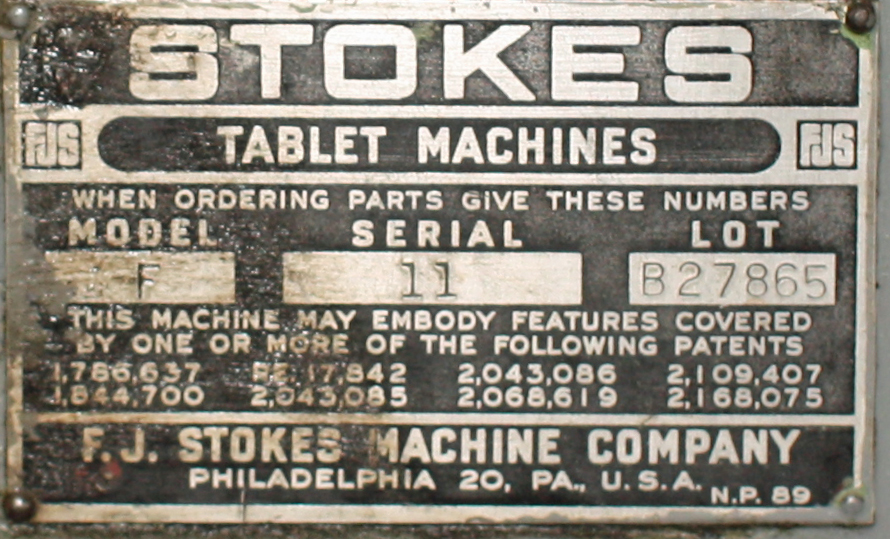 STOKES
FJS TABLET MACHINES FJS
WHEN ORDERING PARTS GIVE THESE NUMBERS
MODEL SERIAL LOT
F 11 B27865
THIS MACHINE MAY EMBODY FEATURES COVERED
BY ONE OR MORE OF THE FOLLOWING PATENTS
1,786,637 RE 17,842 2,043,086 2,109,407
1,844,700 2,043,085 2,068,619 2,168,075
F. J. STOKES MACHINE COMPANY
PHILADELPHIA 20, PA., U.S.A. N.P. 89